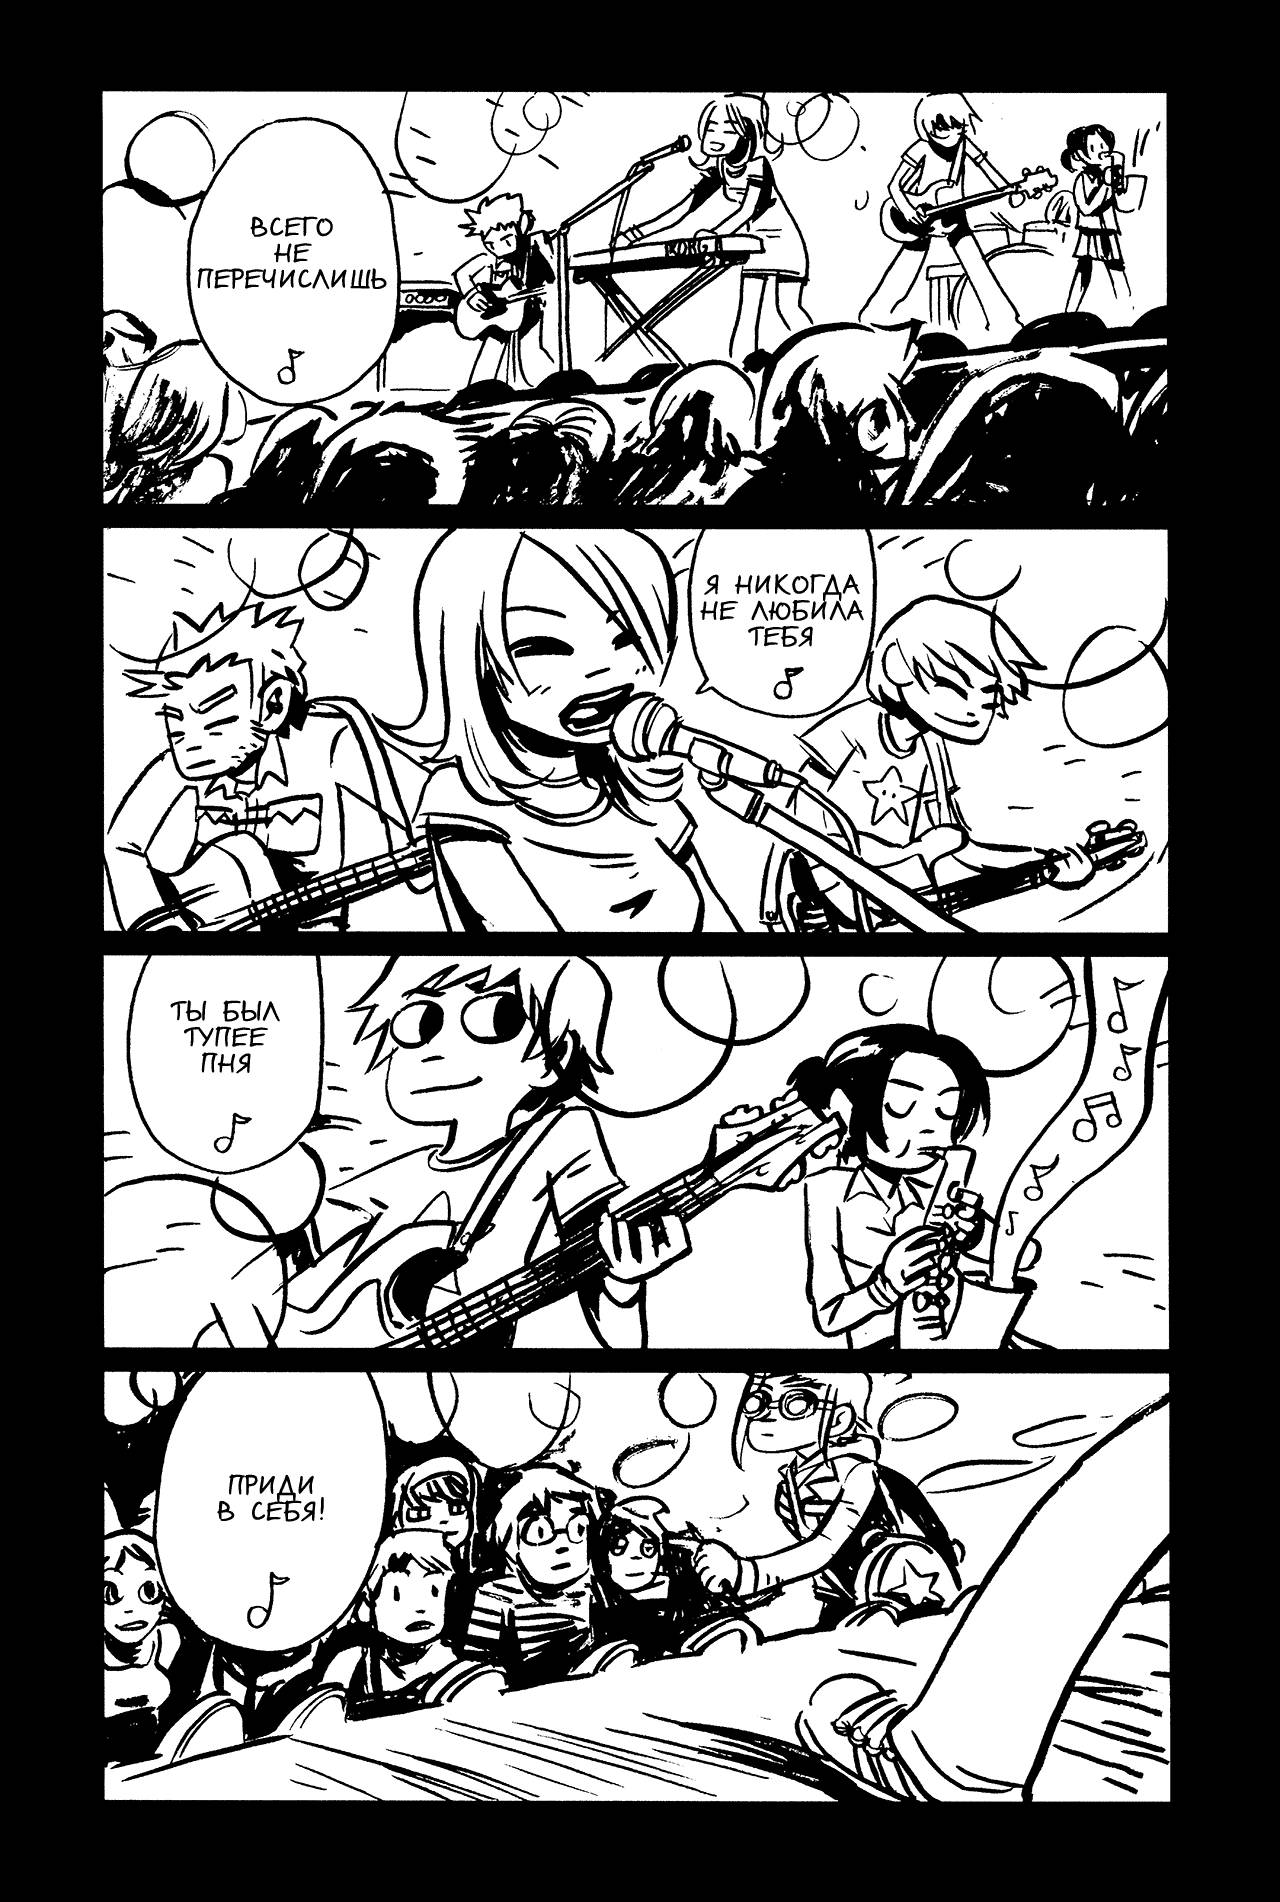 ВСЕГО
НЕ
ПЕРЕЧИСЛИШЬ
KORG
Я НИКОГДА
НЕ ЛЮБИЛА
ТЕБЯ
ТЫ БЫЛ
ТУПЕЕ
ПНЯ
ПРИДИ
В СЕБЯ!